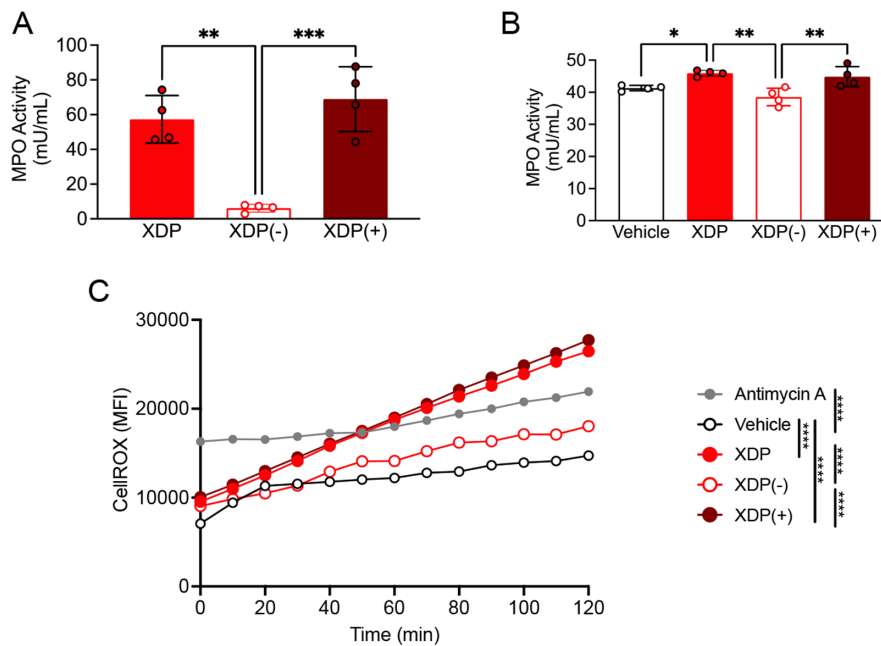 A
B
** ***
* ** **
100
80
60
40
20
0
MPO Activity
(mU/mL)
XDP XDP(-) XDP(+)
50
40
30
20
10
0
MPO Activity
(mU/mL)
Vehicle XDP XDP(-) XDP(+)
C
30000
20000
10000
0
CellROX (MFI)
0 20 40 60 80 100 120
Time (min)
Antimycin A
Vehicle
XDP
XDP(-)
XDP(+)
****
****
****
****
****